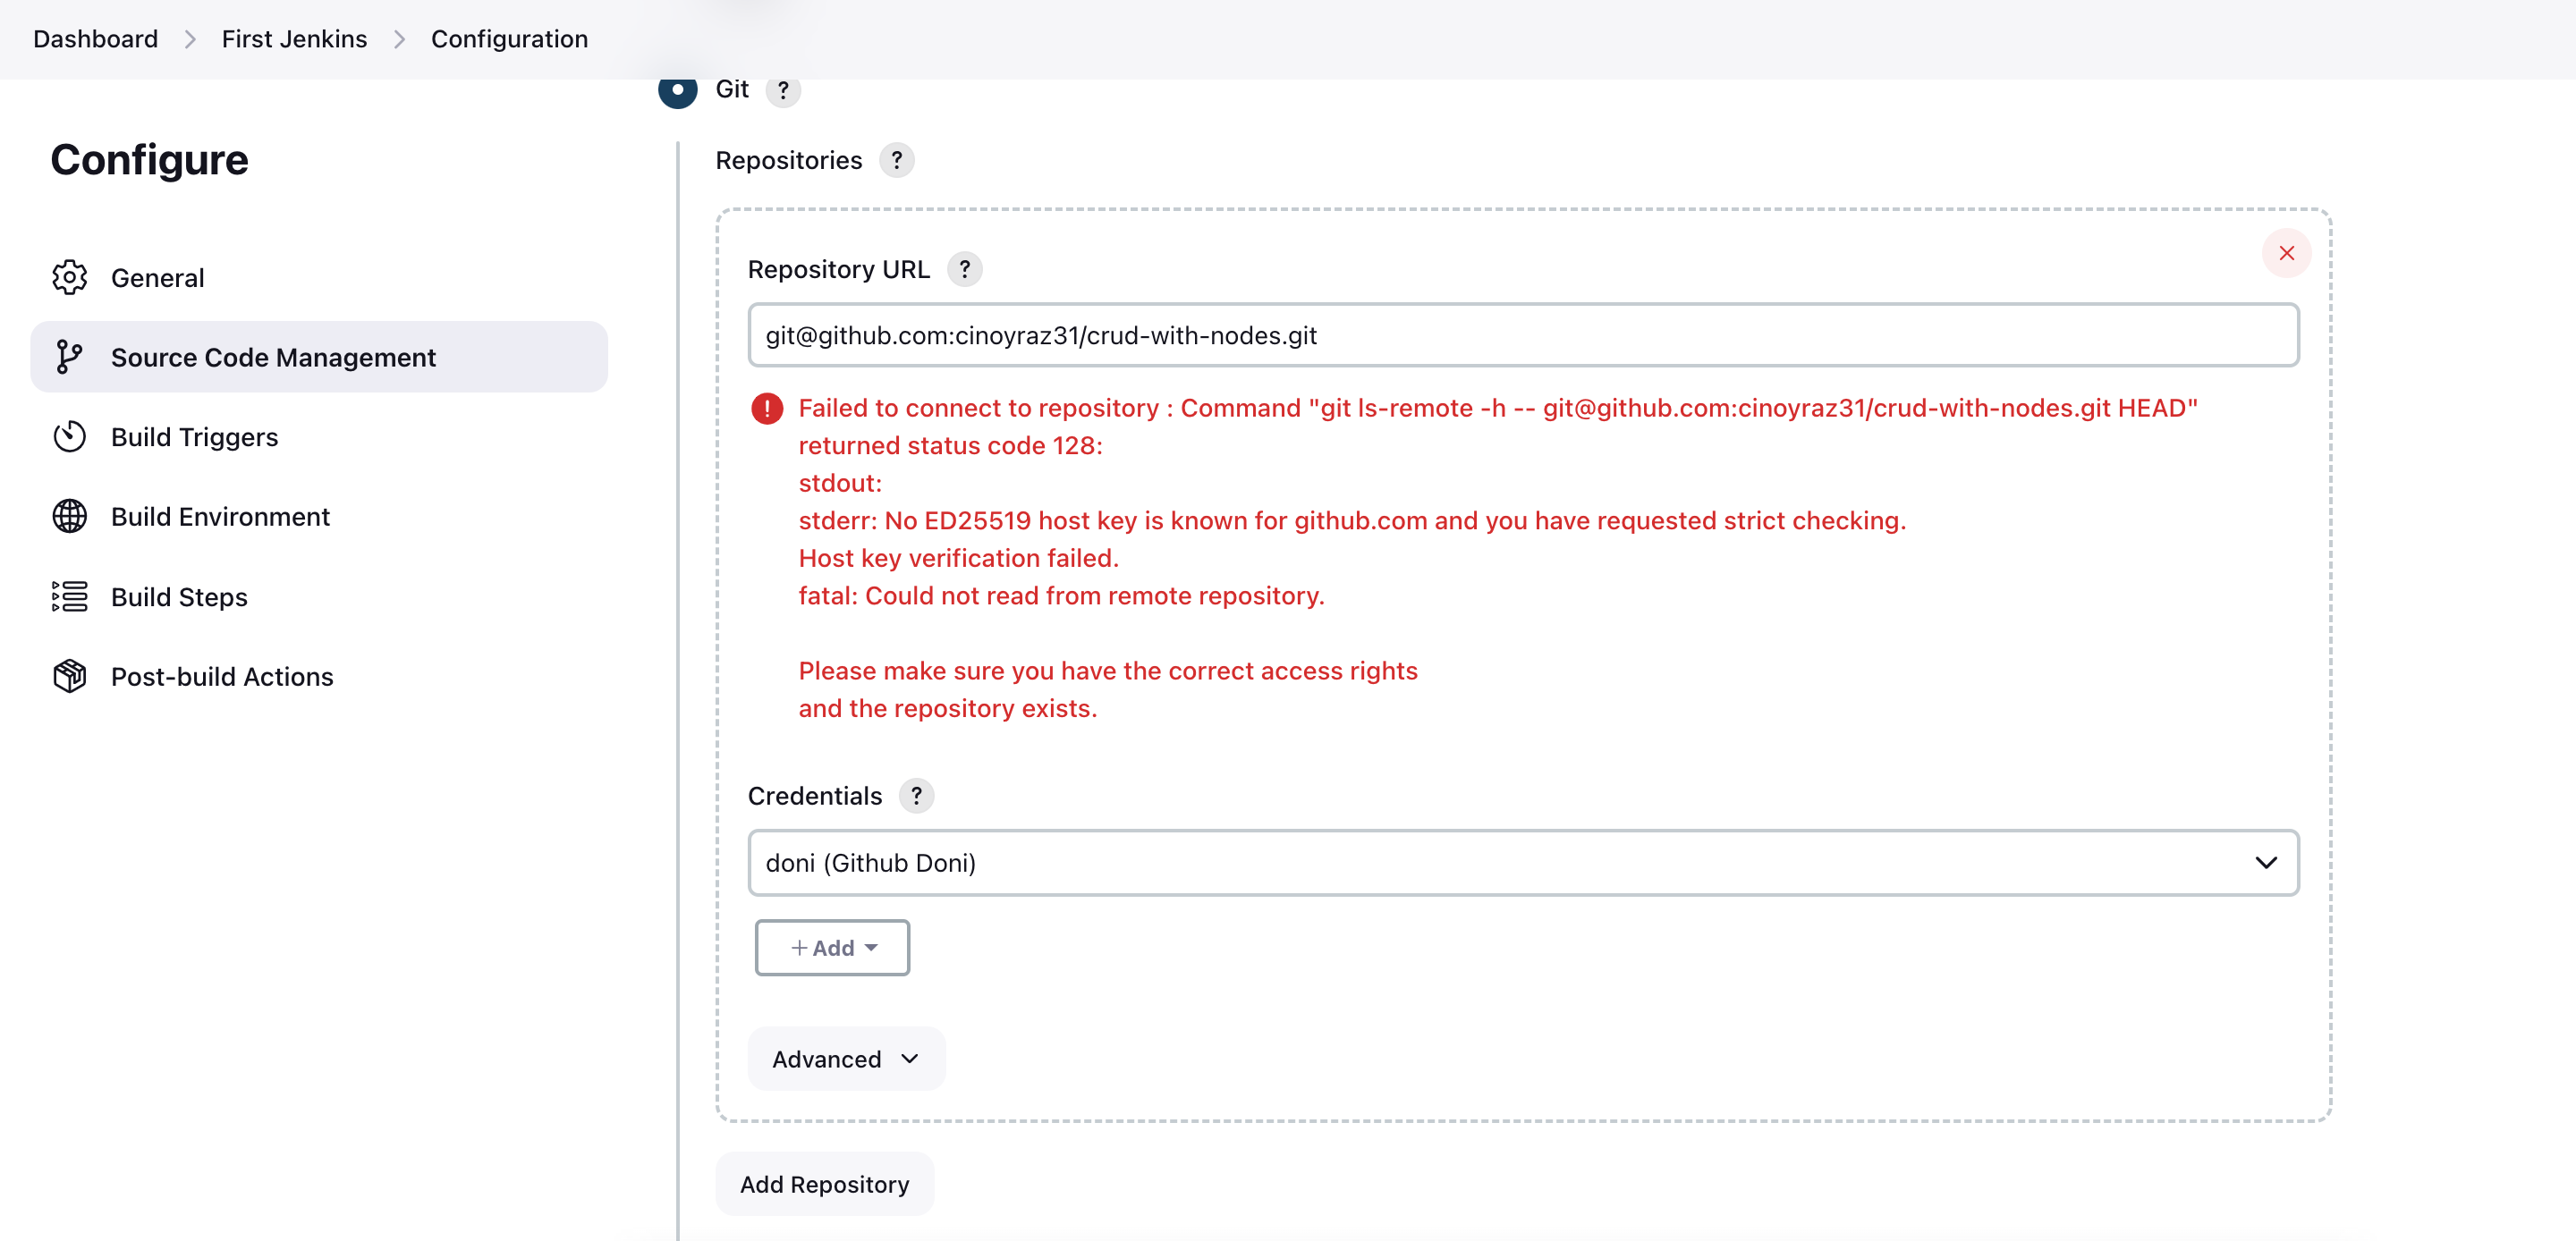 Dashboard > First Jenkins > Configuration
Configure
General
Source Code Management
Build Triggers
Build Environment
Build Steps
Post-build Actions
Git ?
Repositories ?
Repository URL ?
git@github.com:cinoyraz31/crud-with-nodes.git
Failed to connect to repository : Command "git ls-remote -h -- git@github.com:cinoyraz31/crud-with-nodes.git HEAD"
returned status code 128:
stdout:
stderr: No ED25519 host key is known for github.com and you have requested strict checking.
Host key verification failed.
fatal: Could not read from remote repository.
Please make sure you have the correct access rights
and the repository exists.
Credentials ?
doni (Github Doni)
+ Add
Advanced
Add Repository